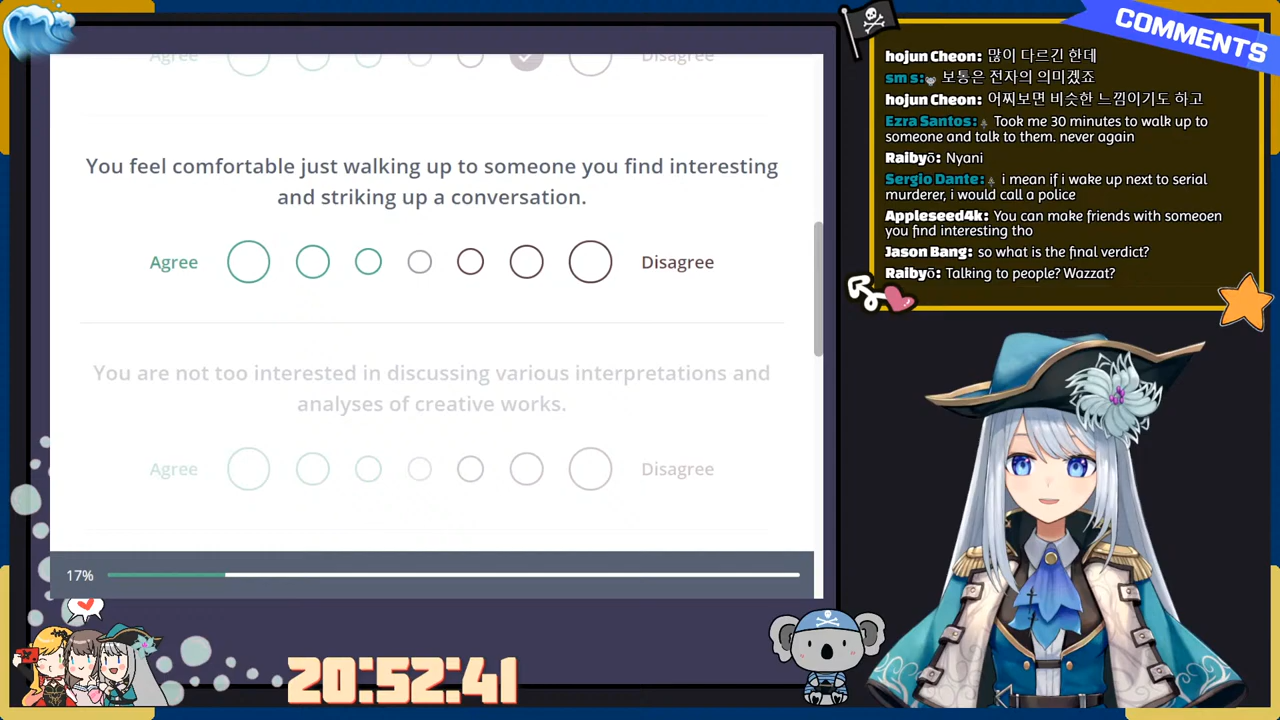 Agree Disagree
You feel comfortable just walking up to someone you find interesting
and striking up a conversation.
Agree Disagree
You are not too interested in discussing various interpretations and
analyses of creative works.
Agree Disagree
17%
20:52:41
COMMENTS
hojun Cheon: 많이 다르긴 한데
sm s: 보통은 전자의 의미겠죠
hojun Cheon: 어찌보면 비슷한 느낌이기도 하고
Ezra Santos: Took me 30 minutes to walk up to
someone and talk to them. never again
Raibyō: Nyani
Sergio Dante: i mean if i wake up next to serial
murderer, i would call a police
Appleseed4k: You can make friends with someoen
you find interesting tho
Jason Bang: so what is the final verdict?
Raibyō: Talking to people? Wazzat?